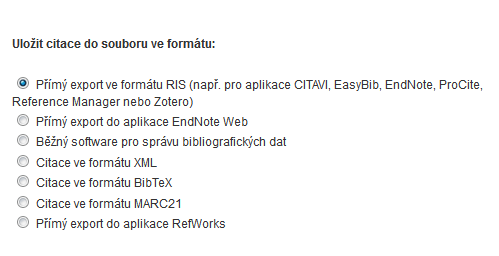 Uložit citace do souboru ve formátu:
Přímý export ve formátu RIS (např. pro aplikace CITAVI, EasyBib, EndNote, ProCite,
Reference Manager nebo Zotero)
Přímý export do aplikace EndNote Web
Běžný software pro správu bibliografických dat
Citace ve formátu XML
Citace ve formátu BibTeX
Citace ve formátu MARC21
Přímý export do aplikace RefWorks